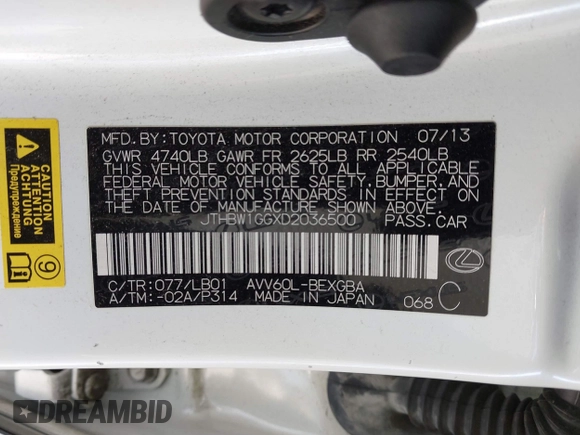 MFD. BY: TOYOTA MOTOR CORPORATION 07/13
GVWR 4740LB GAWR FR 2625LB RR 2540LB
THIS VEHICLE CONFORMS TO ALL APPLICABLE
FEDERAL MOTOR VEHICLE SAFETY, BUMPER, AND
THEFT PREVENTION STANDARDS IN EFFECT ON
THE DATE OF MANUFACTURE SHOWN ABOVE.
JTHBW1GGXD2036500 PASS. CAR
C/TR: 077/LB01 AVV60L-BEXGBA
A/TM: -02A/P314 MADE IN JAPAN 068 C
Предупреждение
ACHTUNG
9
DREAMBID